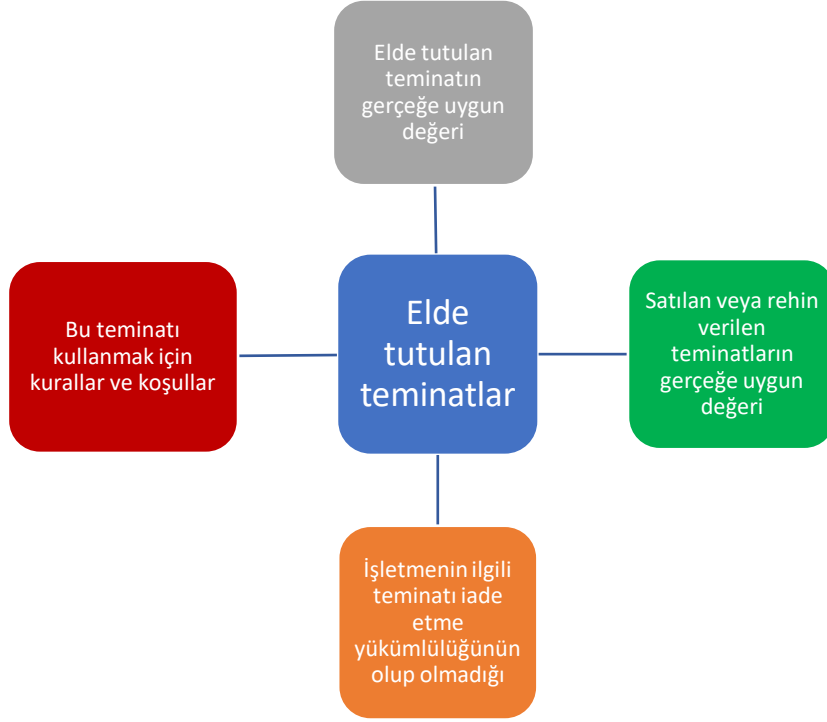 Elde tutulan
teminatın
gerçeğe uygun
değeri
Bu teminatı
kullanmak için
kurallar ve koşullar
Elde
tutulan
teminatlar
Satılan veya rehin
verilen
teminatların
gerçeğe uygun
değeri
İşletmenin ilgili
teminatı iade
etme
yükümlülüğünün
olup olmadığı